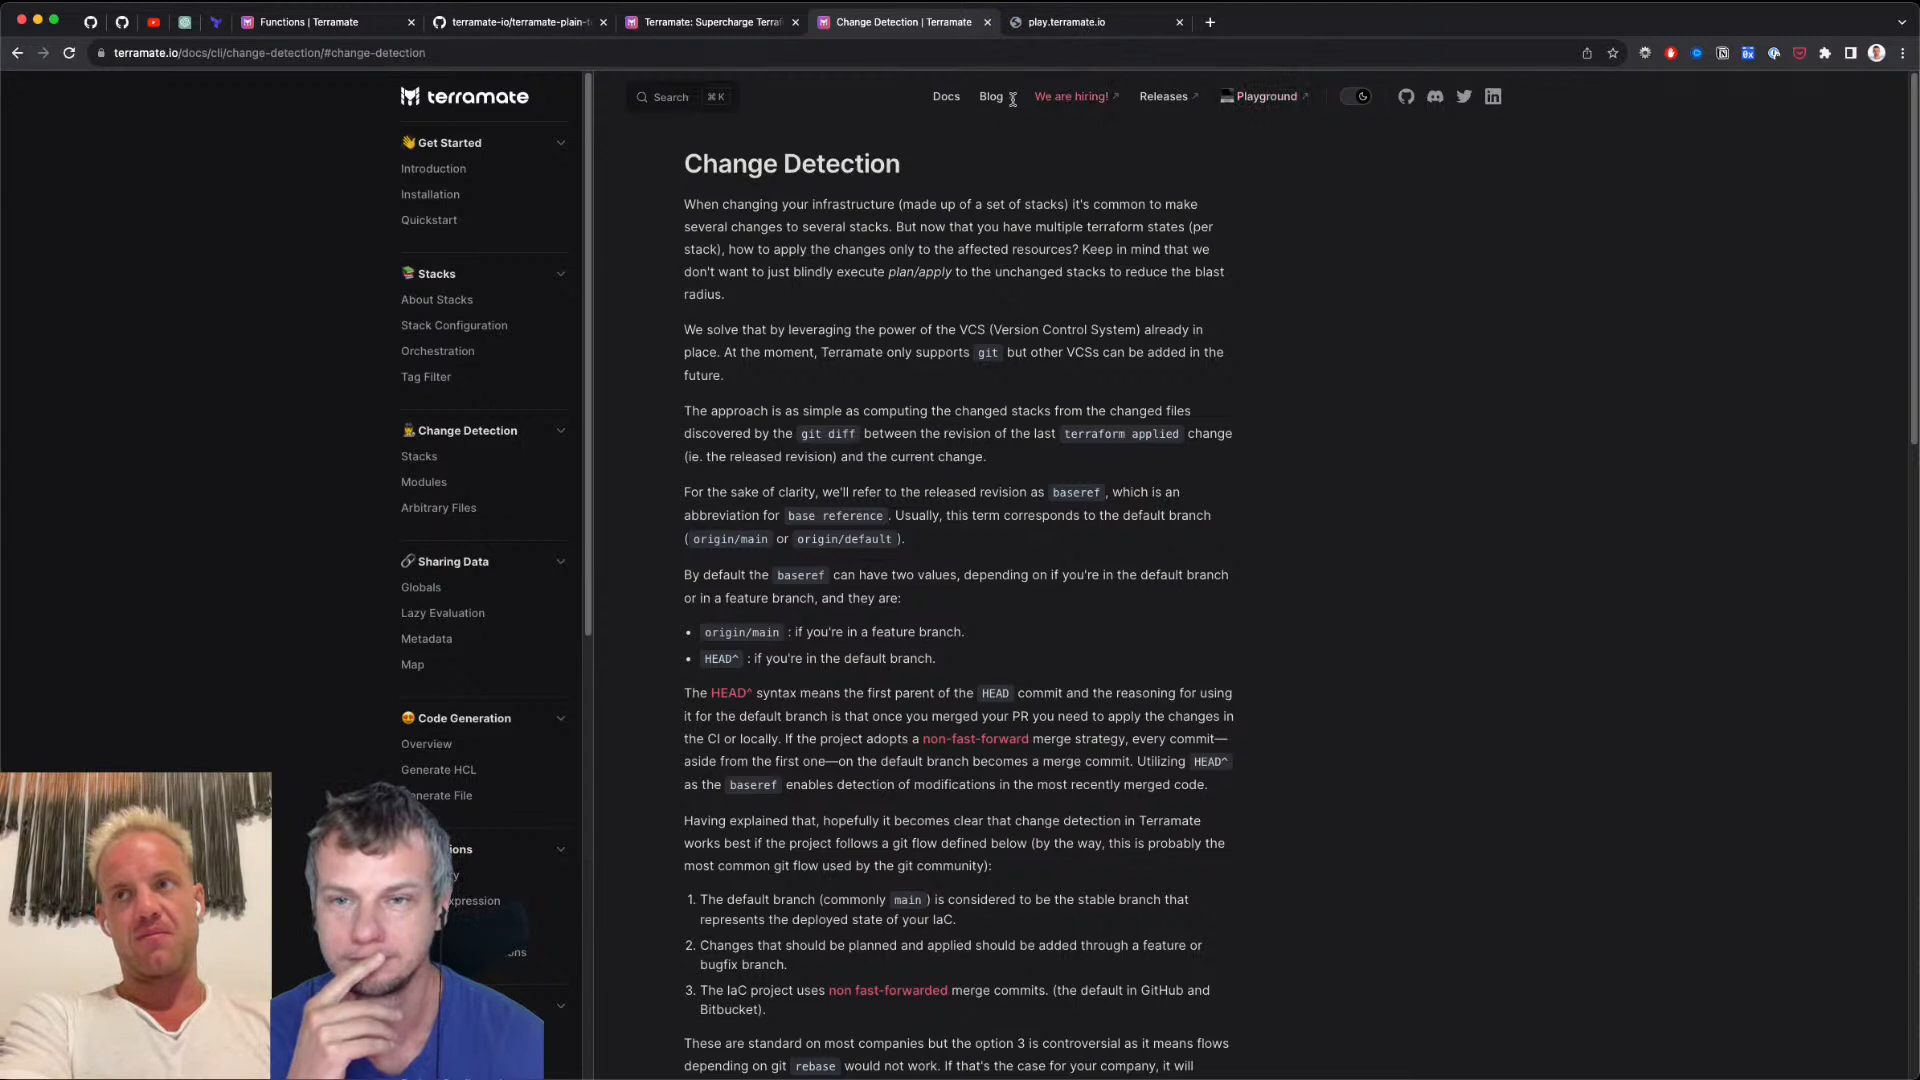 Functions | Terramate
terramate-io/terramate-plain-t
Terramate: Supercharge Terraf
Change Detection | Terramate
play.terramate.io
terramate.io/docs/cli/change-detection/#change-detection
terramate
Search ⌘ K
Docs
Blog
We are hiring!
Releases
Playground
👋 Get Started
Introduction
Installation
Quickstart
📚 Stacks
About Stacks
Stack Configuration
Orchestration
Tag Filter
Change Detection
Stacks
Modules
Arbitrary Files
🔗 Sharing Data
Globals
Lazy Evaluation
Metadata
Map
😍 Code Generation
Overview
Generate HCL
enerate File
ions
y
xpression
ons
Change Detection
When changing your infrastructure (made up of a set of stacks) it's common to make
several changes to several stacks. But now that you have multiple terraform states (per
stack), how to apply the changes only to the affected resources? Keep in mind that we
don't want to just blindly execute plan/apply to the unchanged stacks to reduce the blast
radius.
We solve that by leveraging the power of the VCS (Version Control System) already in
place. At the moment, Terramate only supports git but other VCSs can be added in the
future.
The approach is as simple as computing the changed stacks from the changed files
discovered by the git diff between the revision of the last terraform applied change
(ie. the released revision) and the current change.
For the sake of clarity, we'll refer to the released revision as baseref, which is an
abbreviation for base reference. Usually, this term corresponds to the default branch
(origin/main or origin/default).
By default the baseref can have two values, depending on if you're in the default branch
or in a feature branch, and they are:
• origin/main : if you're in a feature branch.
• HEAD^ : if you're in the default branch.
The HEAD^ syntax means the first parent of the HEAD commit and the reasoning for using
it for the default branch is that once you merged your PR you need to apply the changes in
the CI or locally. If the project adopts a non-fast-forward merge strategy, every commit—
aside from the first one—on the default branch becomes a merge commit. Utilizing HEAD^
as the baseref enables detection of modifications in the most recently merged code.
Having explained that, hopefully it becomes clear that change detection in Terramate
works best if the project follows a git flow defined below (by the way, this is probably the
most common git flow used by the git community):
1. The default branch (commonly main) is considered to be the stable branch that
represents the deployed state of your IaC.
2. Changes that should be planned and applied should be added through a feature or
bugfix branch.
3. The IaC project uses non fast-forwarded merge commits. (the default in GitHub and
Bitbucket).
These are standard on most companies but the option 3 is controversial as it means flows
depending on git rebase would not work. If that's the case for your company, it will